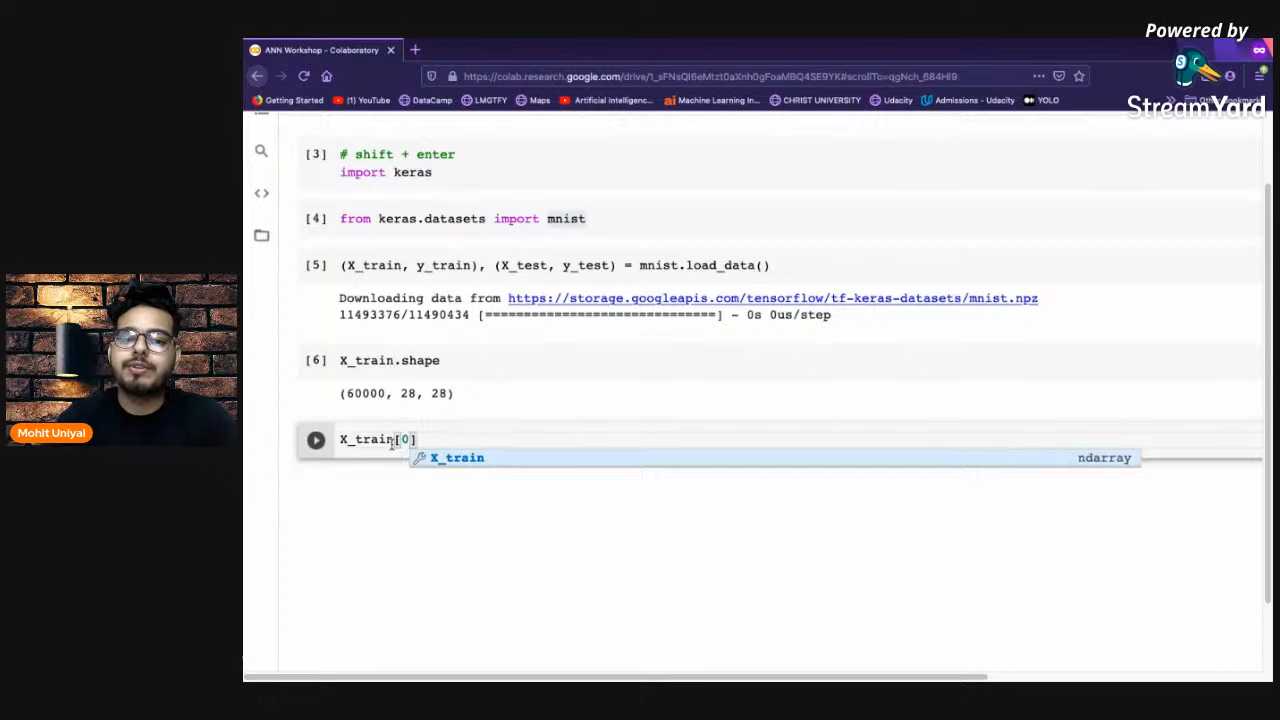 Powered by
StreamYard
ANN Workshop - Colaboratory
https://colab.research.google.com/drive/1_sFNsQI6eMtzt0aXnh0gFoaMBQ4SE9YK#scrollTo=qgNch_684HI9
Getting Started
(1) YouTube
DataCamp
LMGTFY
Maps
Artificial Intelligenc...
Machine Learning In...
CHRIST UNIVERSITY
Udacity
Admissions - Udacity
YOLO
[3] # shift + enter
import keras
[4] from keras.datasets import mnist
[5] (X_train, y_train), (X_test, y_test) = mnist.load_data()
Downloading data from https://storage.googleapis.com/tensorflow/tf-keras-datasets/mnist.npz
11493376/11490434 [==============================] - 0s 0us/step
[6] X_train.shape
(60000, 28, 28)
X_train[0]
X_train ndarray
Mohit Uniyal